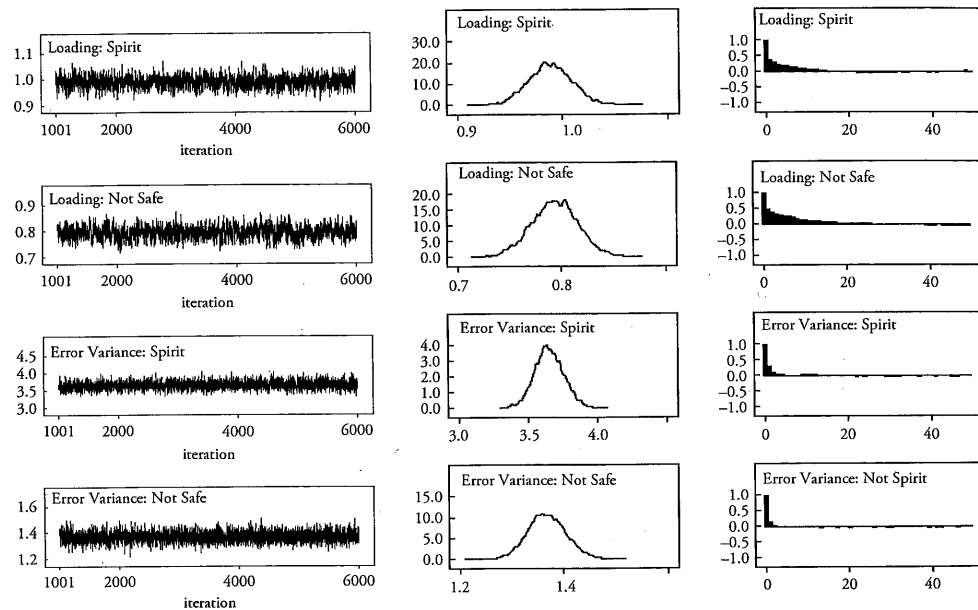 Loading: Spirit
1.1
1.0
0.9
1001 2000 4000 6000
iteration
Loading: Spirit
30.0
20.0
10.0
0.0
0.9 1.0
Loading: Spirit
1.0
0.5
0.0
−0.5
−1.0
0 20 40
Loading: Not Safe
0.9
0.8
0.7
1001 2000 4000 6000
iteration
Loading: Not Safe
20.0
15.0
10.0
5.0
0.0
0.7 0.8
Loading: Not Safe
1.0
0.5
0.0
−0.5
−1.0
0 20 40
Error Variance: Spirit
4.5
4.0
3.5
3.0
1001 2000 4000 6000
iteration
Error Variance: Spirit
4.0
3.0
2.0
1.0
0.0
3.0 3.5 4.0
Error Variance: Spirit
1.0
0.5
0.0
−0.5
−1.0
0 20 40
Error Variance: Not Safe
1.6
1.4
1.2
1001 2000 4000 6000
iteration
Error Variance: Not Safe
15.0
10.0
5.0
0.0
1.2 1.4
Error Variance: Not Spirit
1.0
0.5
0.0
−0.5
−1.0
0 20 40